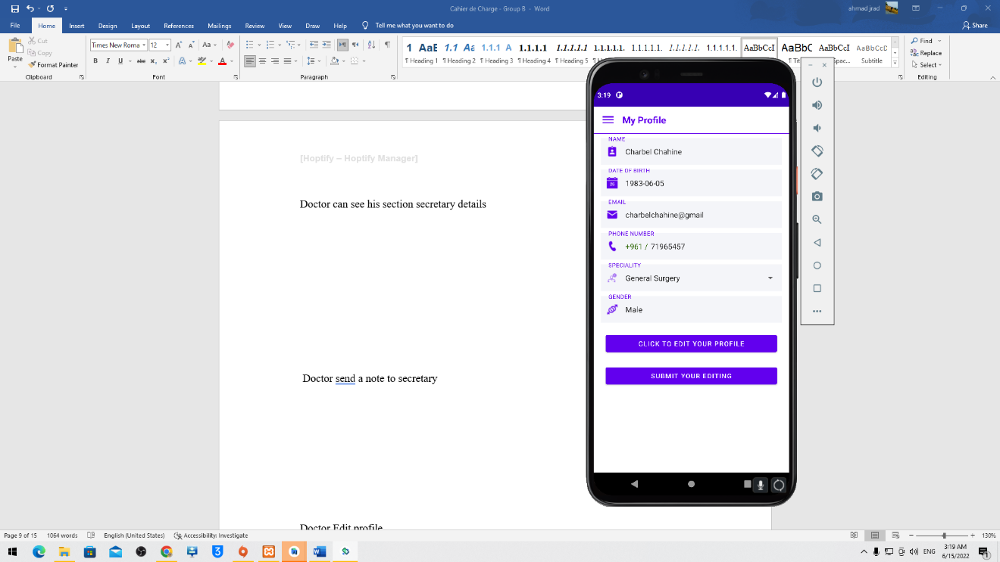 Cahier de Charge - Group B - Word
ahmad jrad
File Home Insert Design Layout References Mailings Review View Draw Help Tell me what you want to do
Share
Paste
Cut
Copy
Format Painter
Clipboard
Times New Roma 12
Aa
B I U abc X₂ X²
A A
Font
Paragraph
1 AaE 1.1 Aa 1.1.1 A 1.1.1.1 1.1.1.1.1 1.1.1.1.1. 1.1.1.1.1. 1.1.1.1.1. 1.1.1.1.1. AaBbCcI AaBbC AaBbCcI AaBbCcD
¶ Heading 1 ¶ Heading 2 ¶ Heading 3 ¶ Heading 4 ¶ Heading 5
Subtitle
Find
Replace
Select
Editing
[Hoptify – Hoptify Manager]
Doctor can see his section secretary details
Doctor send a note to secretary
Doctor Edit profile
3:19
My Profile
NAME
Charbel Chahine
DATE OF BIRTH
1983-06-05
EMAIL
charbelchahine@gmail
PHONE NUMBER
+961 / 71965457
SPECIALITY
General Surgery
GENDER
Male
CLICK TO EDIT YOUR PROFILE
SUBMIT YOUR EDITING
Page 9 of 15 1064 words English (United States) Accessibility: Investigate
130%
ENG
3:19 AM
6/15/2022